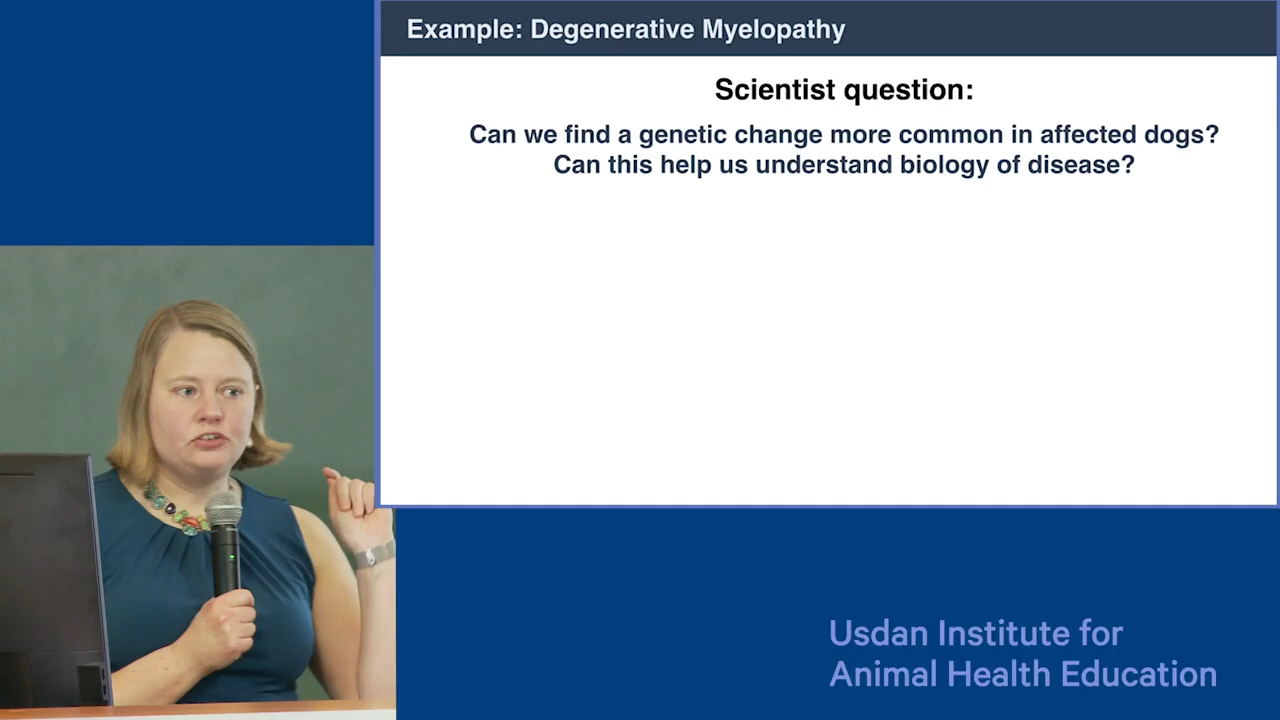 Example: Degenerative Myelopathy
Scientist question:
Can we find a genetic change more common in affected dogs?
Can this help us understand biology of disease?
Usdan Institute for
Animal Health Education